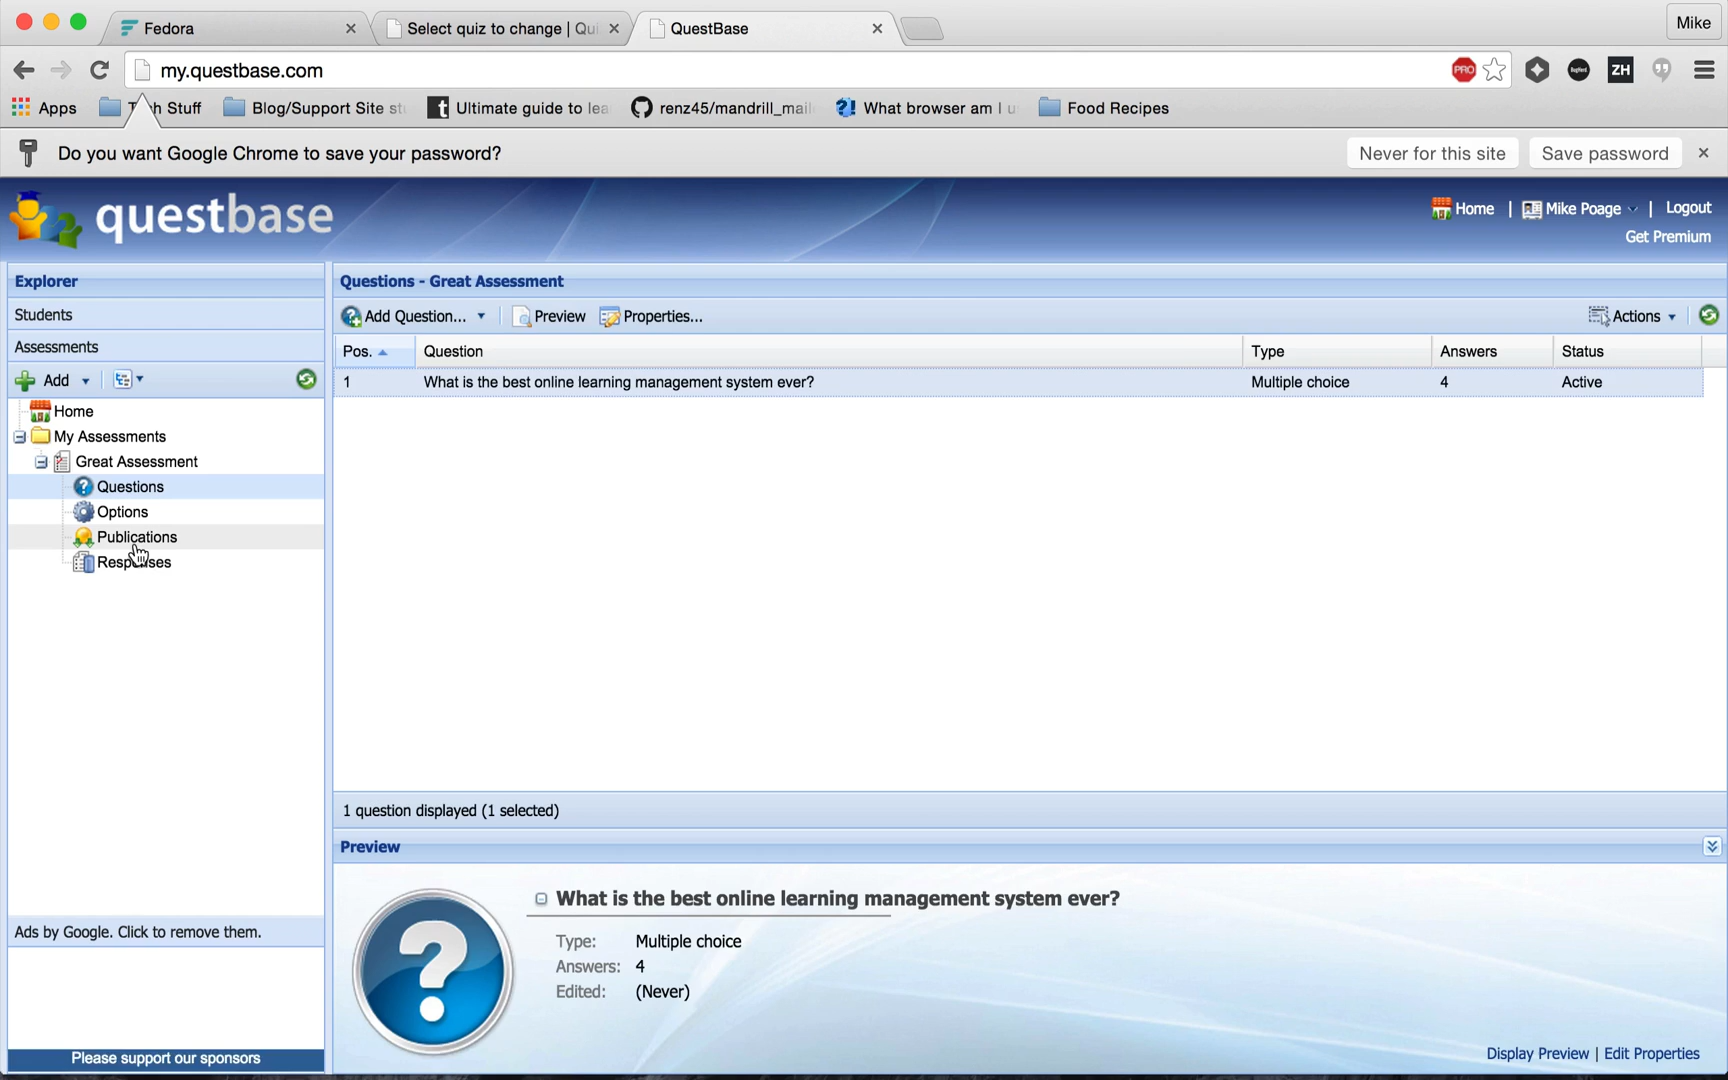 Fedora
Select quiz to change | Qui
QuestBase
Mike
my.questbase.com
PRO
ZH
Apps
Blog/Support Site st
t Ultimate guide to lea
renz45/mandrill_mail
What browser am I u
Food Recipes
Do you want Google Chrome to save your password?
Never for this site
Save password
questbase
Home | Mike Poage | Logout
Get Premium
Explorer
Students
Assessments
Add
Home
My Assessments
Great Assessment
Questions
Options
Publications
Responses
Ads by Google. Click to remove them.
Please support our sponsors
Questions - Great Assessment
Add Question...
Preview
Properties...
Actions
Pos. Question Type Answers Status
1 What is the best online learning management system ever? Multiple choice 4 Active
1 question displayed (1 selected)
Preview
What is the best online learning management system ever?
Type: Multiple choice
Answers: 4
Edited: (Never)
Display Preview | Edit Properties